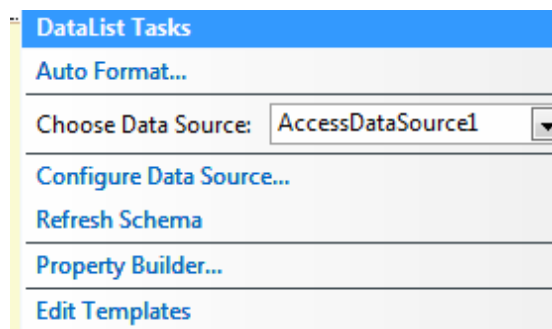 DataList Tasks
Auto Format...
Choose Data Source: AccessDataSource1
Configure Data Source...
Refresh Schema
Property Builder...
Edit Templates